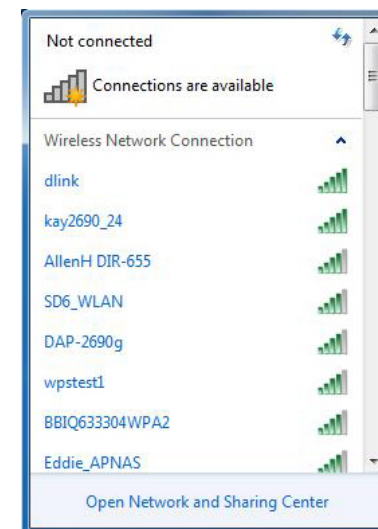 Not connected
Connections are available
Wireless Network Connection
dlink
kay2690_24
AllenH DIR-655
SD6_WLAN
DAP-2690g
wpstest1
BBIQ633304WPA2
Eddie_APNAS
Open Network and Sharing Center